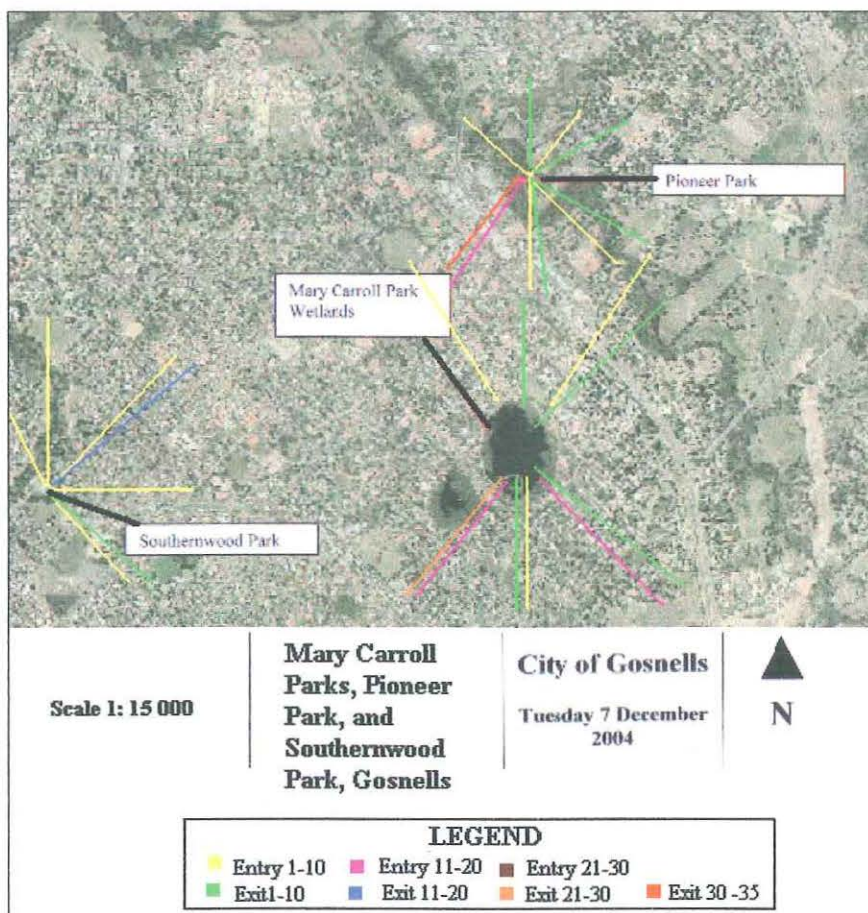 Pioneer Park
Mary Carroll Park
Wetlands
Southernwood Park
Scale 1: 15 000
Mary Carroll
Parks, Pioneer
Park, and
Southernwood
Park, Gosnells
City of Gosnells
Tuesday 7 December
2004
N
LEGEND
Entry 1-10 Entry 11-20 Entry 21-30
Exit1-10 Exit 11-20 Exit 21-30 Exit 30 -35